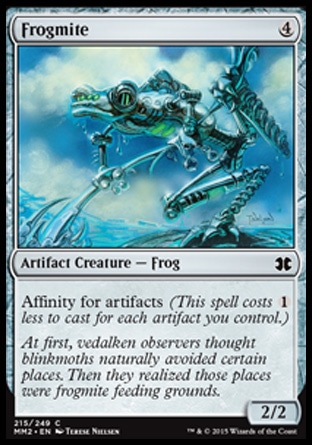 Frogmite 4
Artifact Creature — Frog
Affinity for artifacts (This spell costs 1
less to cast for each artifact you control.)
At first, vedalken observers thought
blinkmoths naturally avoided certain
places. Then they realized those places
were frogmite feeding grounds.
2/2
215/249 C
MM2 • EN Terese Nielsen ™ & © 2015 Wizards of the Coast